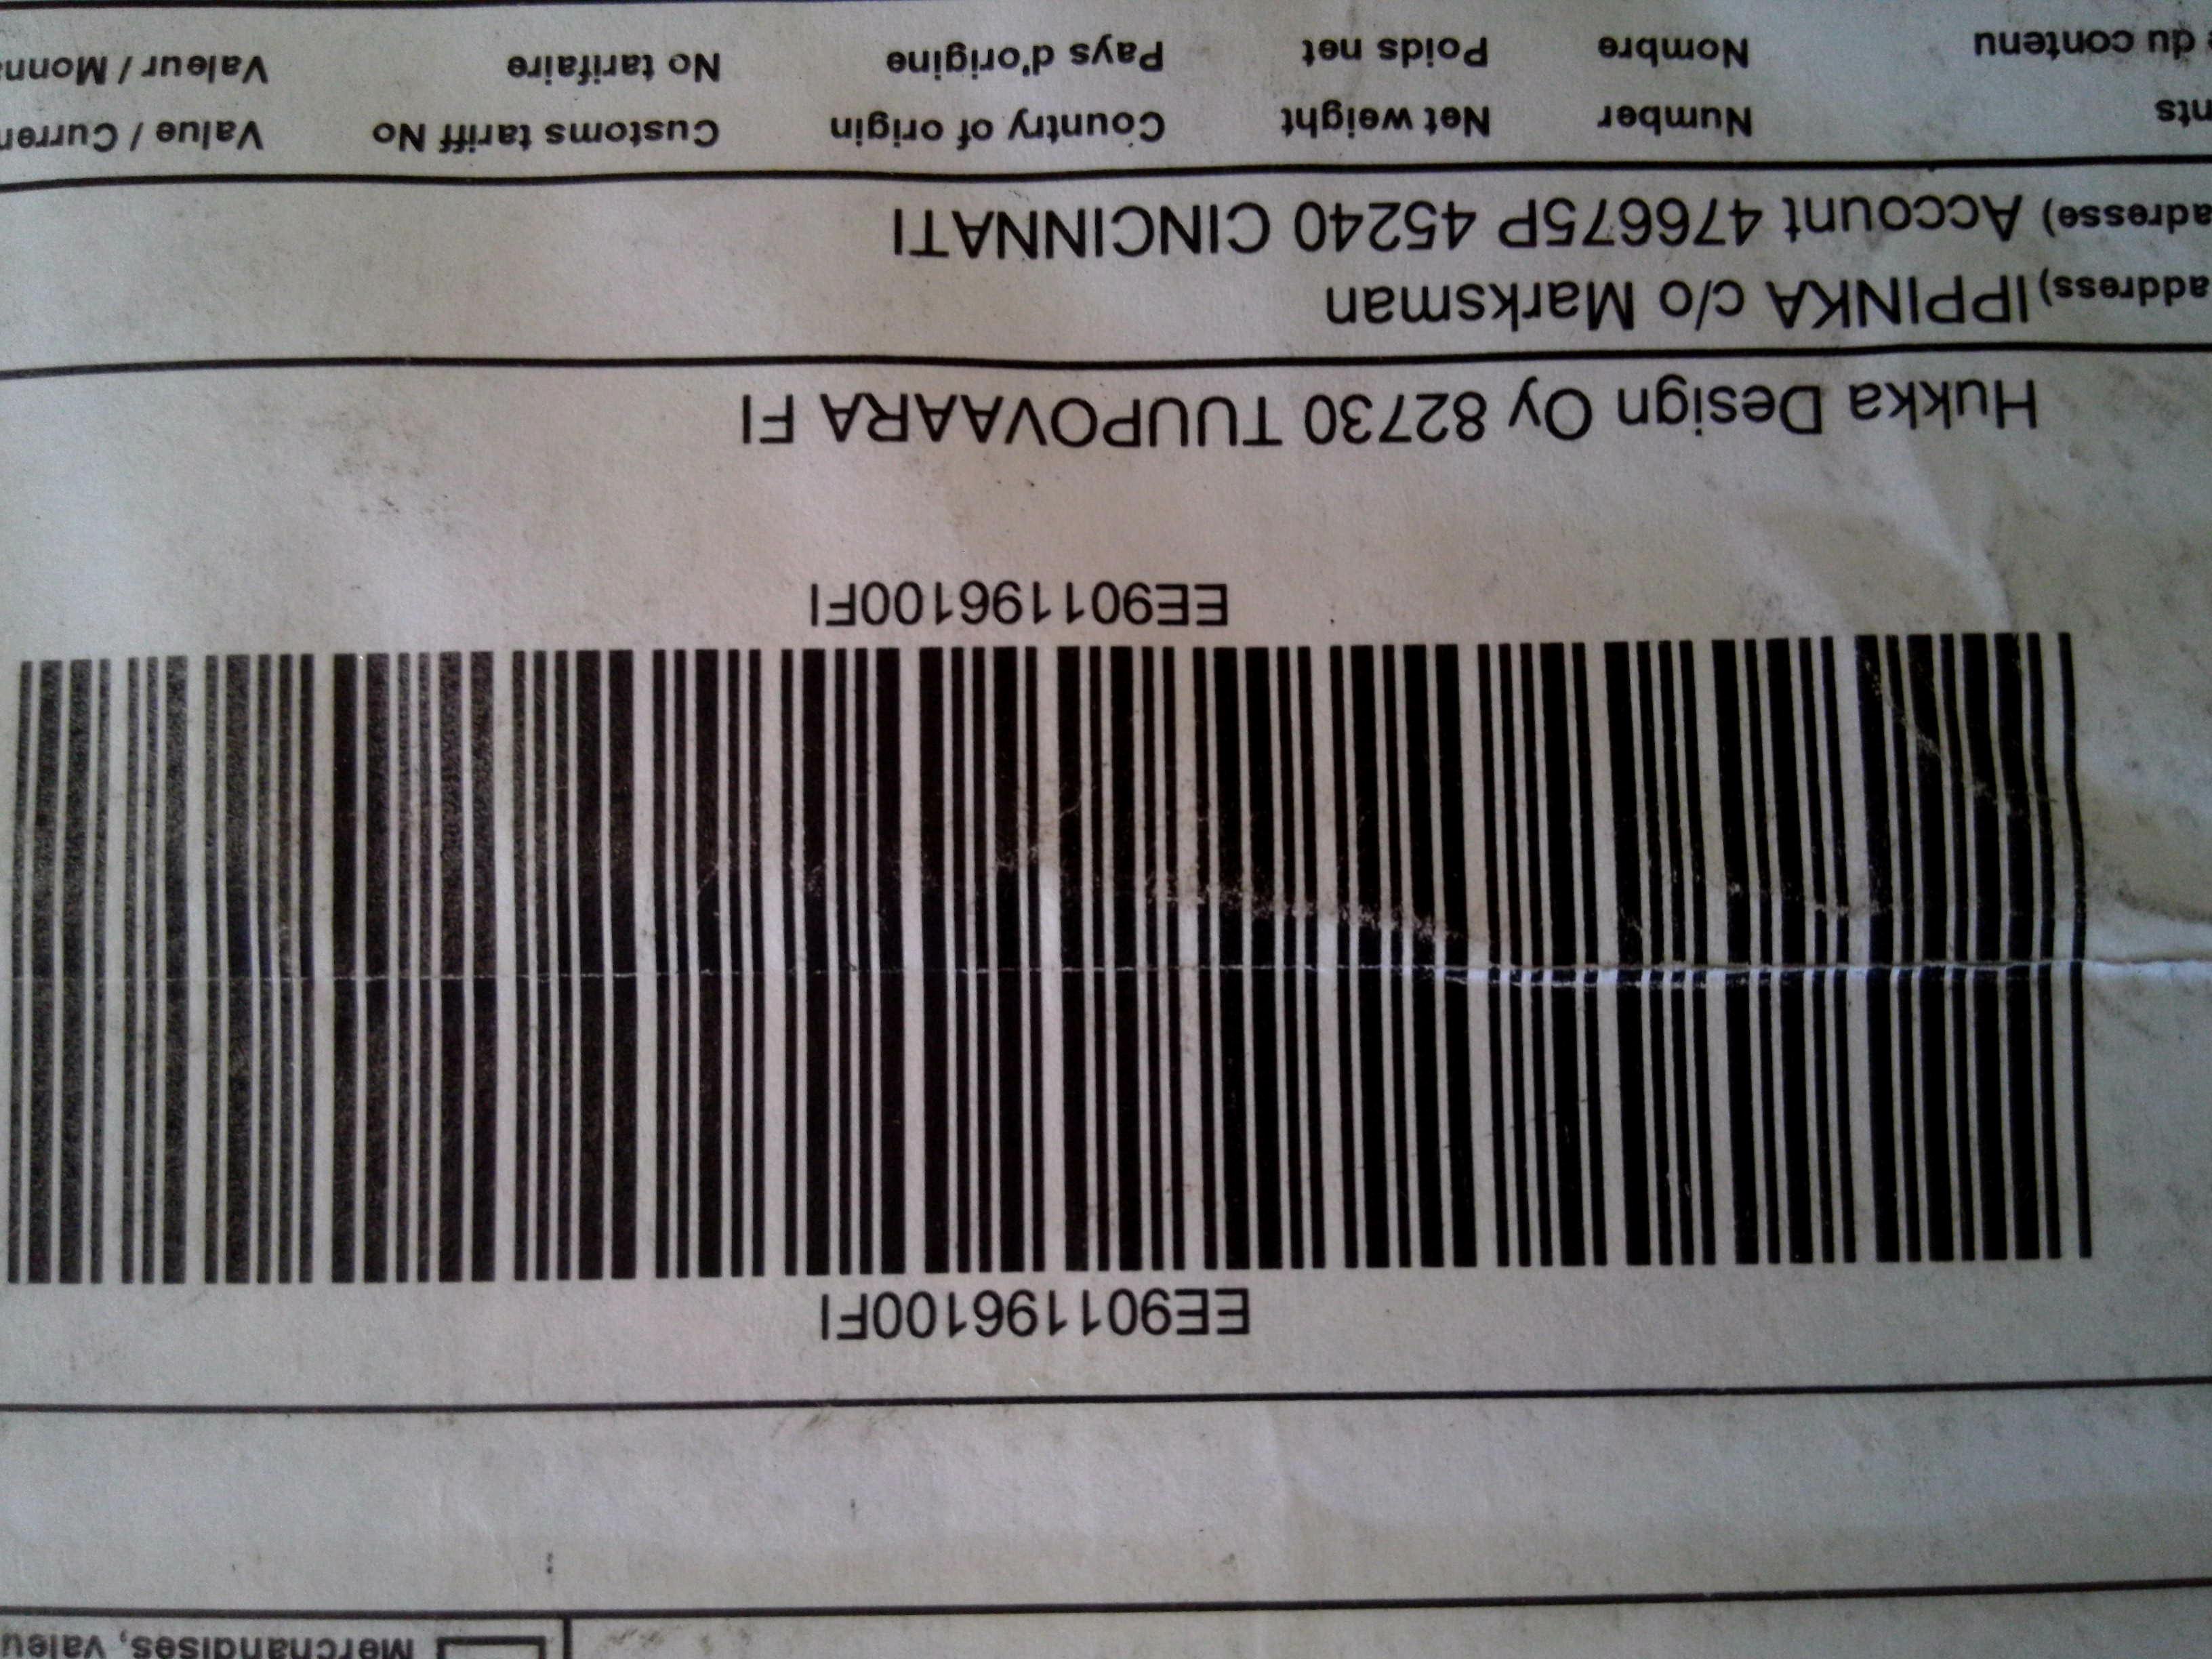 Merchandises, valeu
EE901196100FI
EE901196100FI
Hukka Design Oy 82730 TUUPOVAARA FI
address) IPPINKA c/o Marksman
adresse) Account 476675P 45240 CINCINNATI
nts Number Net weight Country of origin Customs tariff No Value / Curren
du contenu Nombre Poids net Pays d'origine No tarifaire Valeur / Monna